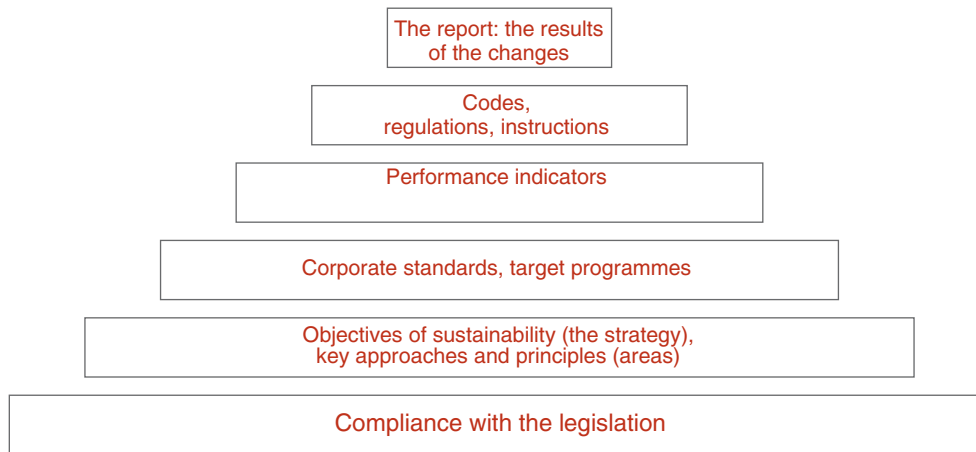 The report: the results
of the changes
Codes,
regulations, instructions
Performance indicators
Corporate standards, target programmes
Objectives of sustainability (the strategy),
key approaches and principles (areas)
Compliance with the legislation